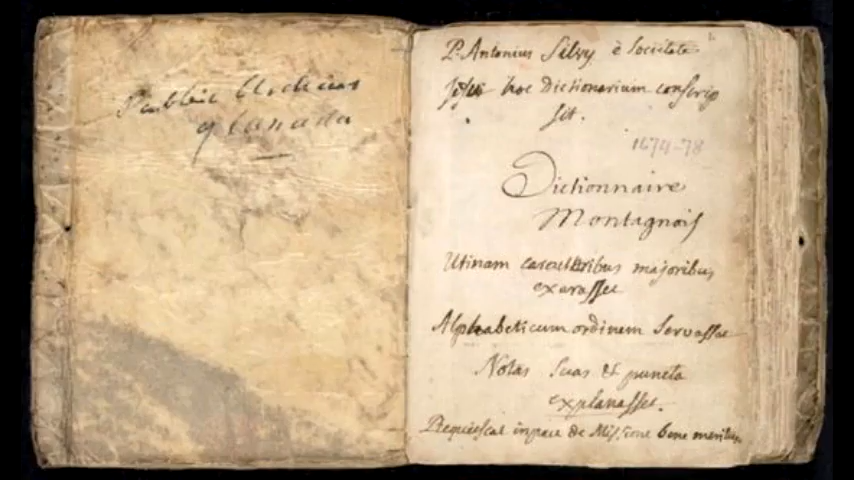 Public Archives
of Canada
P. Antonius Silvy è Societate
Jesu hoc Dictionarium conscrip
sit.
1674-78
Dictionnaire
Montagnois
Utinam caracteribus majoribus
exarasset
Alphabeticum ordinem servasset
Notas suas & puncta
explanasset.
Requiescat in pace de Missione bene meritus